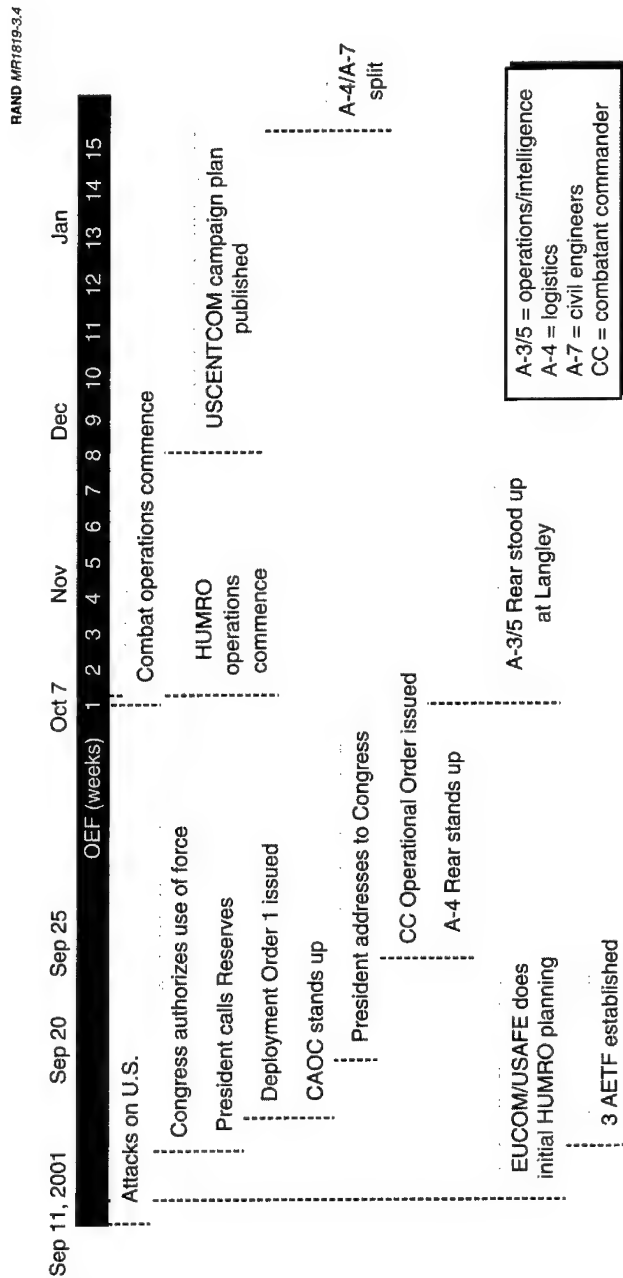 RAND MR1819-3.4
Sep 11, 2001 Sep 20 Sep 25 Oct 7 Nov Dec Jan
OEF (weeks) 1 2 3 4 5 6 7 8 9 10 11 12 13 14 15
Attacks on U.S.
Combat operations commence
Congress authorizes use of force
President calls Reserves
HUMRO
operations
commence
USCENTCOM campaign plan
published
Deployment Order 1 issued
CAOC stands up
President addresses to Congress
A-4/A-7
split
CC Operational Order issued
A-4 Rear stands up
EUCOM/USAFE does
initial HUMRO planning
A-3/5 Rear stood up
at Langley
3 AETF established
A-3/5 = operations/intelligence
A-4 = logistics
A-7 = civil engineers
CC = combatant commander